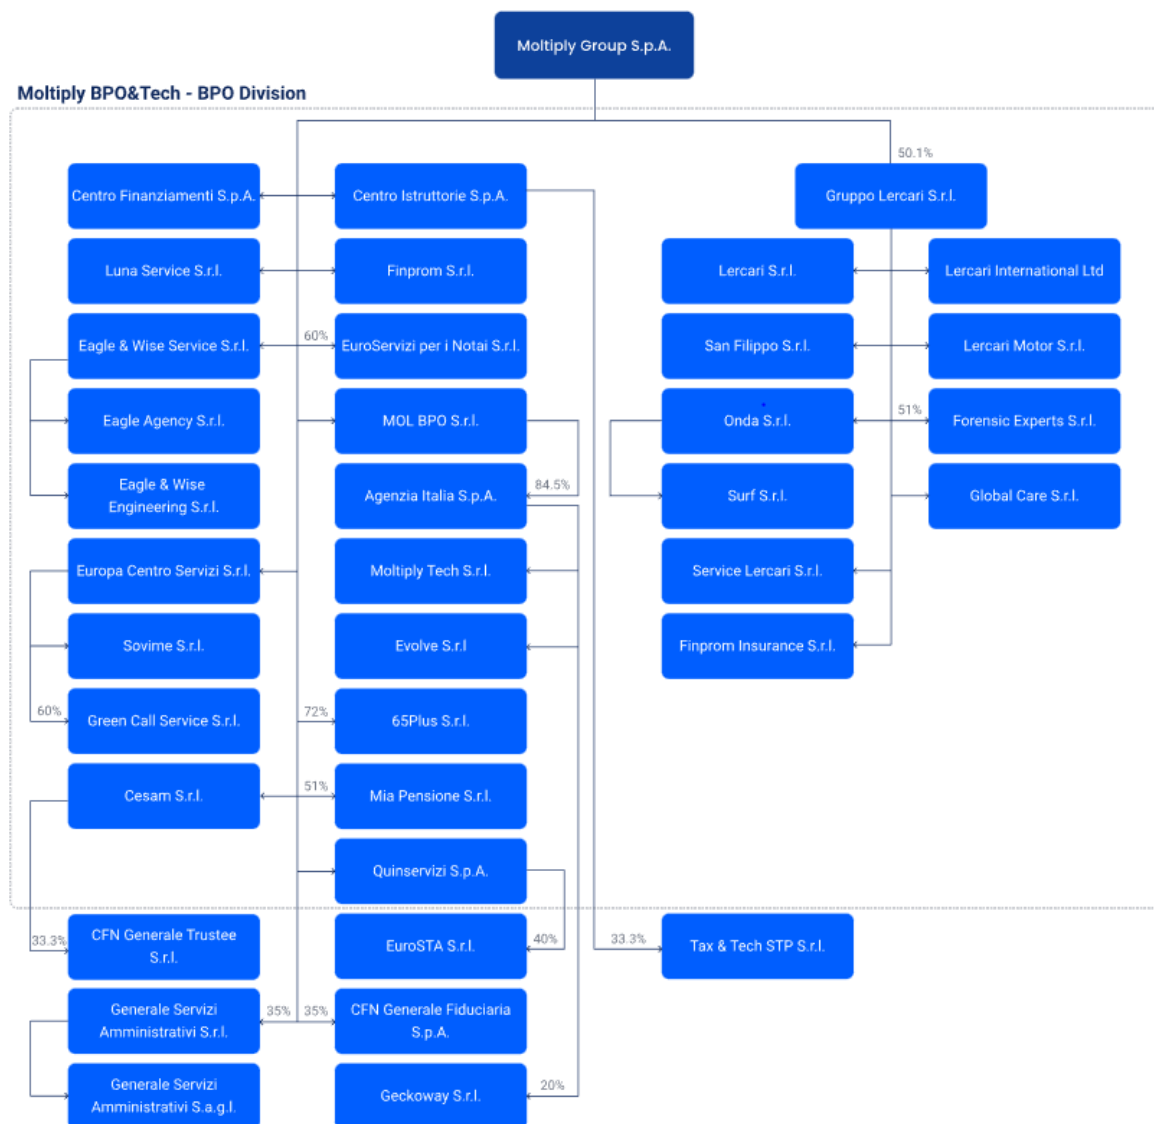 Moltiply Group S.p.A.
Moltiply BPO&Tech - BPO Division
50.1%
Centro Finanziamenti S.p.A.
Centro Istruttorie S.p.A.
Gruppo Lercari S.r.l.
Luna Service S.r.l.
Finprom S.r.l.
Lercari S.r.l.
Lercari International Ltd
Eagle & Wise Service S.r.l.
60%
EuroServizi per i Notai S.r.l.
San Filippo S.r.l.
Lercari Motor S.r.l.
Eagle Agency S.r.l.
MOL BPO S.r.l.
Onda S.r.l.
51%
Forensic Experts S.r.l.
Eagle & Wise
Engineering S.r.l.
Agenzia Italia S.p.A.
84.5%
Surf S.r.l.
Global Care S.r.l.
Europa Centro Servizi S.r.l.
Moltiply Tech S.r.l.
Service Lercari S.r.l.
Sovime S.r.l.
Evolve S.r.l
Finprom Insurance S.r.l.
60%
Green Call Service S.r.l.
72%
65Plus S.r.l.
Cesam S.r.l.
51%
Mia Pensione S.r.l.
Quinservizi S.p.A.
33.3%
CFN Generale Trustee
S.r.l.
EuroSTA S.r.l.
40%
33.3%
Tax & Tech STP S.r.l.
Generale Servizi
Amministrativi S.r.l.
35%
35%
CFN Generale Fiduciaria
S.p.A.
Generale Servizi
Amministrativi S.a.g.l.
Geckoway S.r.l.
20%